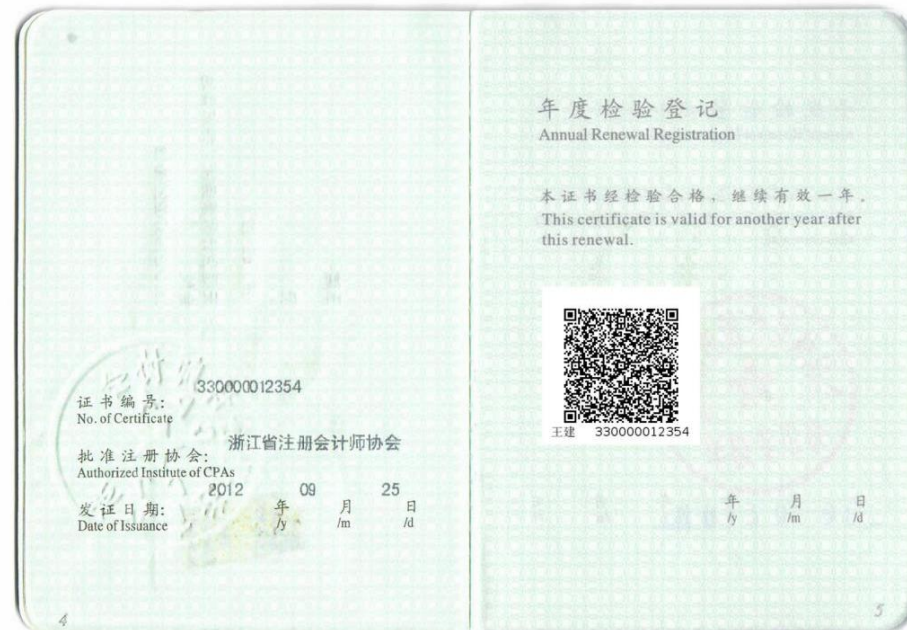 330000012354
证书编号:
No. of Certificate
浙江省注册会计师协会
批准注册协会:
Authorized Institute of CPAs
2012 09 25
发证日期: 年 月 日
Date of Issuance /y /m /d
4
年度检验登记
Annual Renewal Registration
本证书经检验合格，继续有效一年。
This certificate is valid for another year after
this renewal.
王建 330000012354
年 月 日
/y /m /d
5